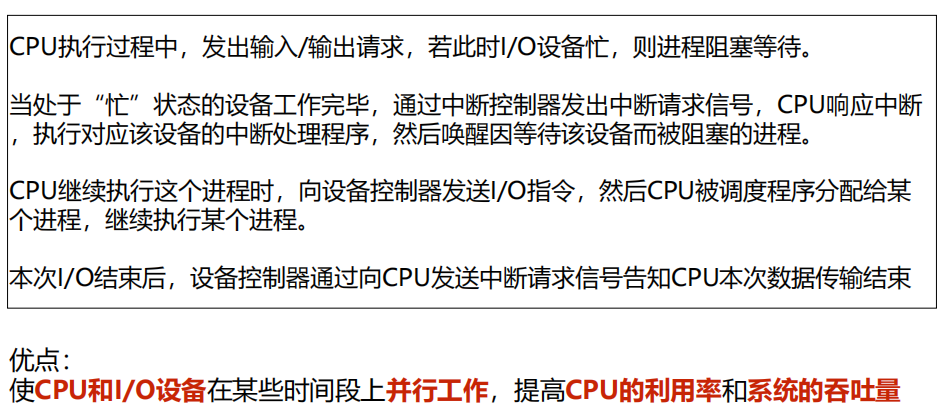 CPU执行过程中，发出输入/输出请求，若此时I/O设备忙，则进程阻塞等待。
当处于“忙”状态的设备工作完毕，通过中断控制器发出中断请求信号，CPU响应中断
，执行对应该设备的中断处理程序，然后唤醒因等待该设备而被阻塞的进程。
CPU继续执行这个进程时，向设备控制器发送I/O指令，然后CPU被调度程序分配给某
个进程，继续执行某个进程。
本次I/O结束后，设备控制器通过向CPU发送中断请求信号告知CPU本次数据传输结束
优点：
使CPU和I/O设备在某些时间段上并行工作，提高CPU的利用率和系统的吞吐量